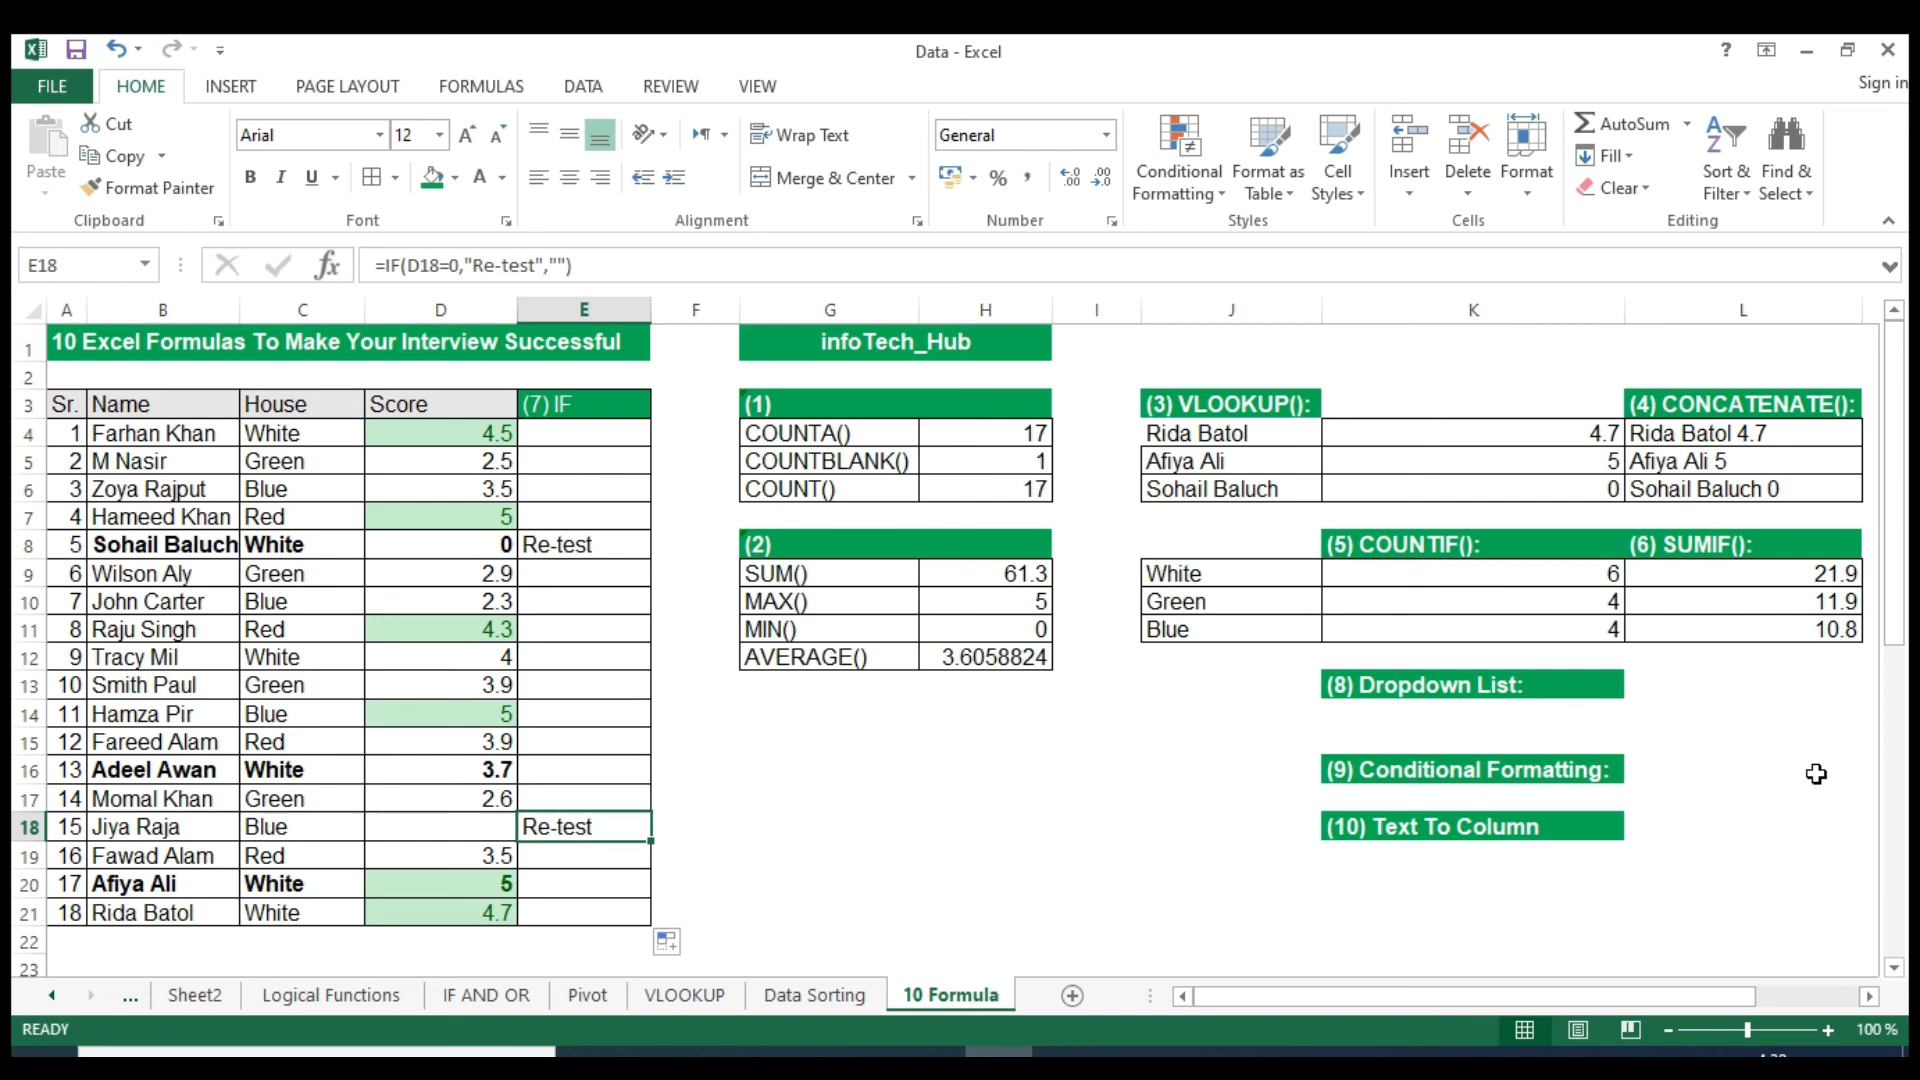 Data - Excel
Sign in
FILE HOME INSERT PAGE LAYOUT FORMULAS DATA REVIEW VIEW
Paste Cut Copy Format Painter Clipboard
Arial 12 A A B I U A Font
Wrap Text Merge & Center Alignment
General % , Number
Conditional Formatting Format as Table Cell Styles Styles
Insert Delete Format Cells
AutoSum Fill Clear Sort & Filter Find & Select Editing
E18 fx =IF(D18=0,"Re-test","")
A B C D E F G H I J K L
1 10 Excel Formulas To Make Your Interview Successful infoTech_Hub
2
3 Sr. Name House Score (7) IF (1) (3) VLOOKUP(): (4) CONCATENATE():
4 1 Farhan Khan White 4.5 COUNTA() 17 Rida Batol 4.7 Rida Batol 4.7
5 2 M Nasir Green 2.5 COUNTBLANK() 1 Afiya Ali 5 Afiya Ali 5
6 3 Zoya Rajput Blue 3.5 COUNT() 17 Sohail Baluch 0 Sohail Baluch 0
7 4 Hameed Khan Red 5
8 5 Sohail Baluch White 0 Re-test (2) (5) COUNTIF(): (6) SUMIF():
9 6 Wilson Aly Green 2.9 SUM() 61.3 White 6 21.9
10 7 John Carter Blue 2.3 MAX() 5 Green 4 11.9
11 8 Raju Singh Red 4.3 MIN() 0 Blue 4 10.8
12 9 Tracy Mil White 4 AVERAGE() 3.6058824
13 10 Smith Paul Green 3.9 (8) Dropdown List:
14 11 Hamza Pir Blue 5
15 12 Fareed Alam Red 3.9
16 13 Adeel Awan White 3.7 (9) Conditional Formatting:
17 14 Momal Khan Green 2.6
18 15 Jiya Raja Blue Re-test (10) Text To Column
19 16 Fawad Alam Red 3.5
20 17 Afiya Ali White 5
21 18 Rida Batol White 4.7
22
23
... Sheet2 Logical Functions IF AND OR Pivot VLOOKUP Data Sorting 10 Formula
READY 100 %